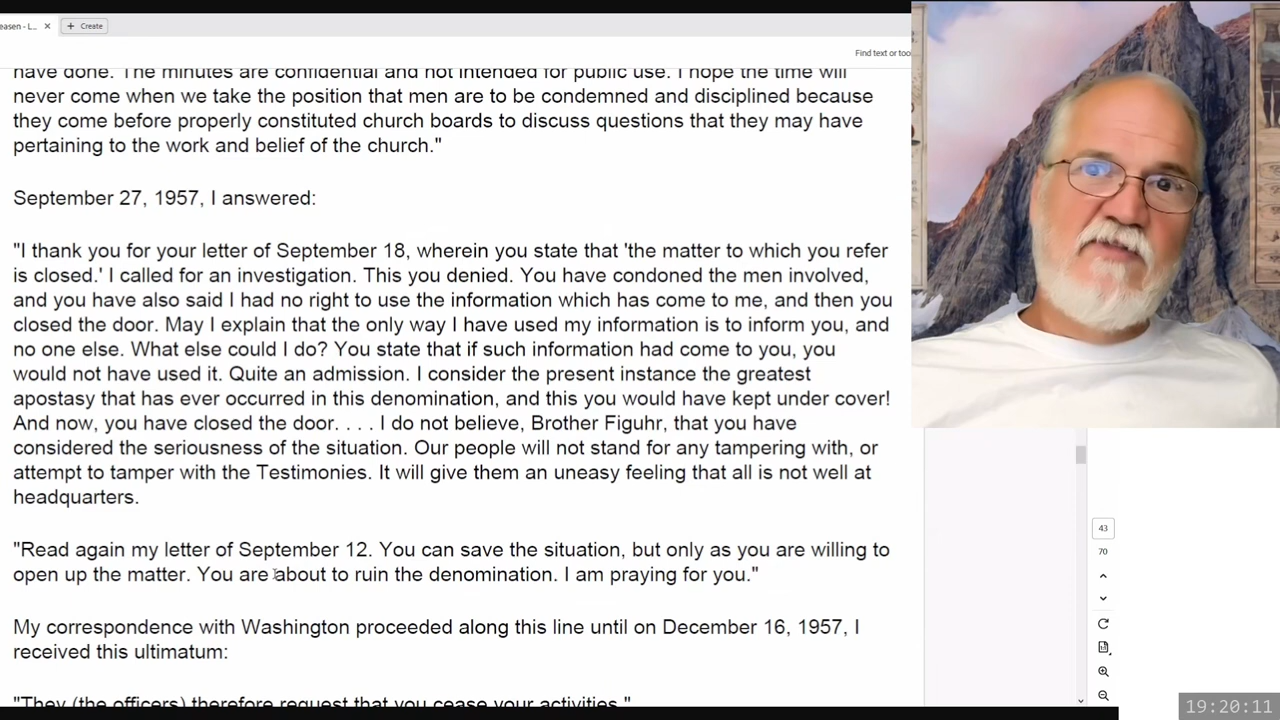 easen - L...
Create
Find text or too
have done. The minutes are confidential and not intended for public use. I hope the time will
never come when we take the position that men are to be condemned and disciplined because
they come before properly constituted church boards to discuss questions that they may have
pertaining to the work and belief of the church."
September 27, 1957, I answered:
"I thank you for your letter of September 18, wherein you state that 'the matter to which you refer
is closed.' I called for an investigation. This you denied. You have condoned the men involved,
and you have also said I had no right to use the information which has come to me, and then you
closed the door. May I explain that the only way I have used my information is to inform you, and
no one else. What else could I do? You state that if such information had come to you, you
would not have used it. Quite an admission. I consider the present instance the greatest
apostasy that has ever occurred in this denomination, and this you would have kept under cover!
And now, you have closed the door. . . . I do not believe, Brother Figuhr, that you have
considered the seriousness of the situation. Our people will not stand for any tampering with, or
attempt to tamper with the Testimonies. It will give them an uneasy feeling that all is not well at
headquarters.
"Read again my letter of September 12. You can save the situation, but only as you are willing to
open up the matter. You are about to ruin the denomination. I am praying for you."
My correspondence with Washington proceeded along this line until on December 16, 1957, I
received this ultimatum:
"They (the officers) therefore request that you cease your activities."
43
70
19:20:11